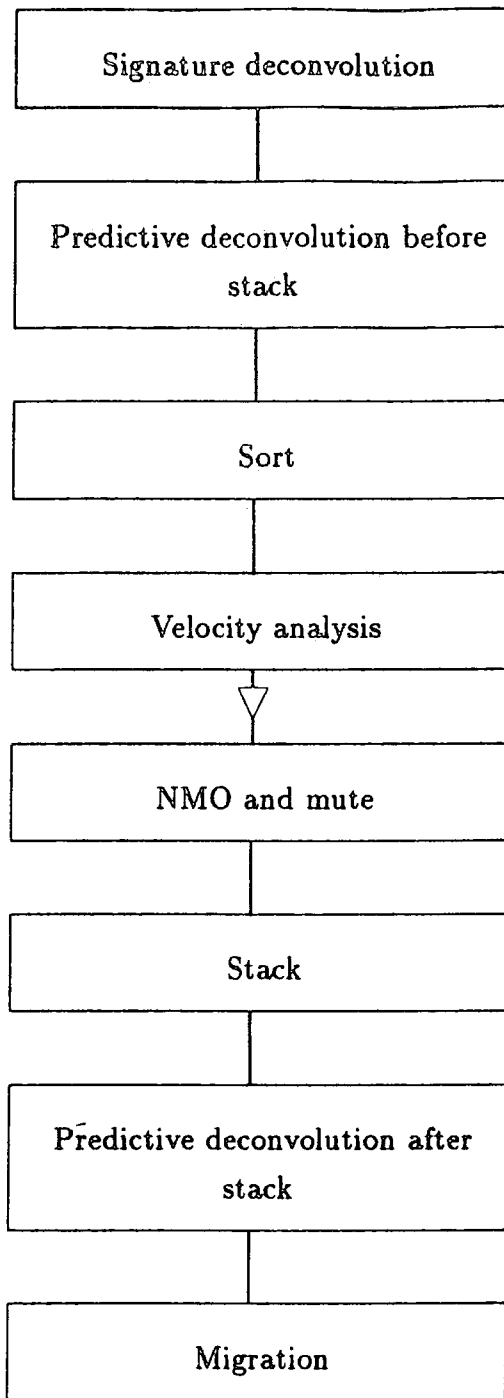 Signature deconvolution
Predictive deconvolution before
stack
Sort
Velocity analysis
NMO and mute
Stack
Predictive deconvolution after
stack
Migration